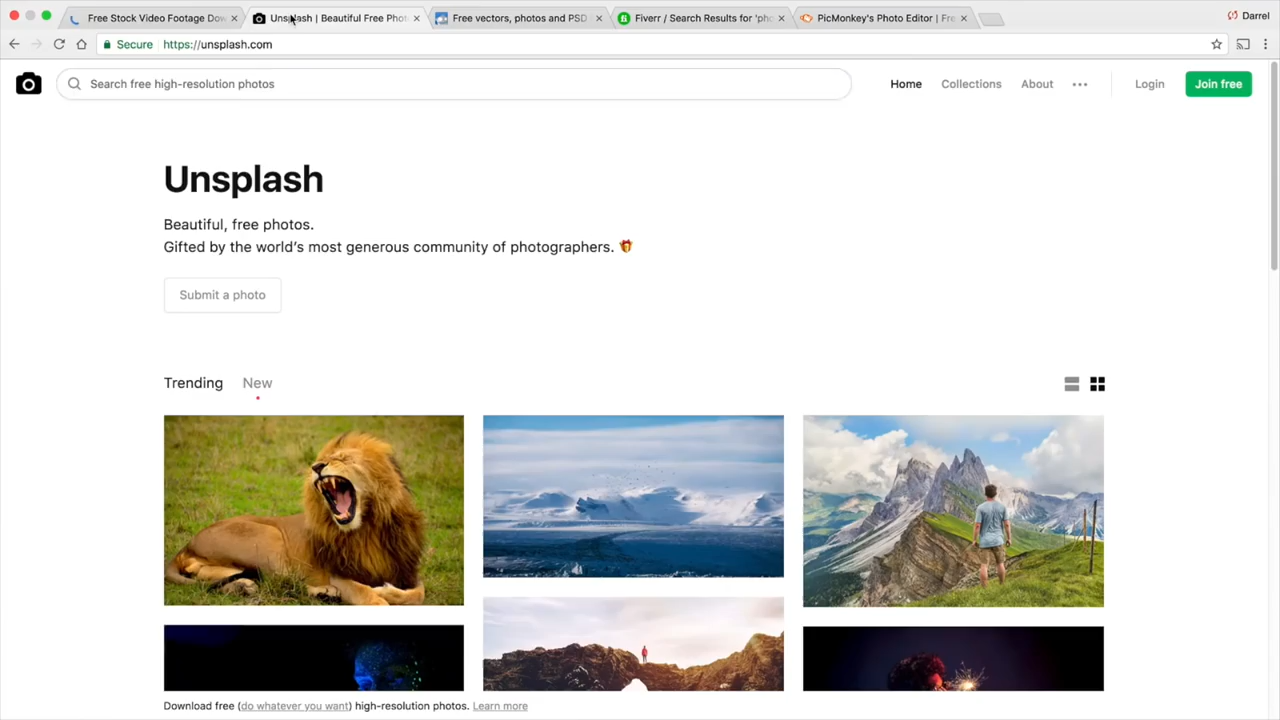 Free Stock Video Footage Dow
Unsplash | Beautiful Free Phot
Free vectors, photos and PSD
Fiverr / Search Results for 'pho
PicMonkey's Photo Editor | Fre
Darrel
Secure https://unsplash.com
Search free high-resolution photos
Home Collections About ••• Login Join free
Unsplash
Beautiful, free photos.
Gifted by the world's most generous community of photographers.
Submit a photo
Trending New
Download free (do whatever you want) high-resolution photos. Learn more